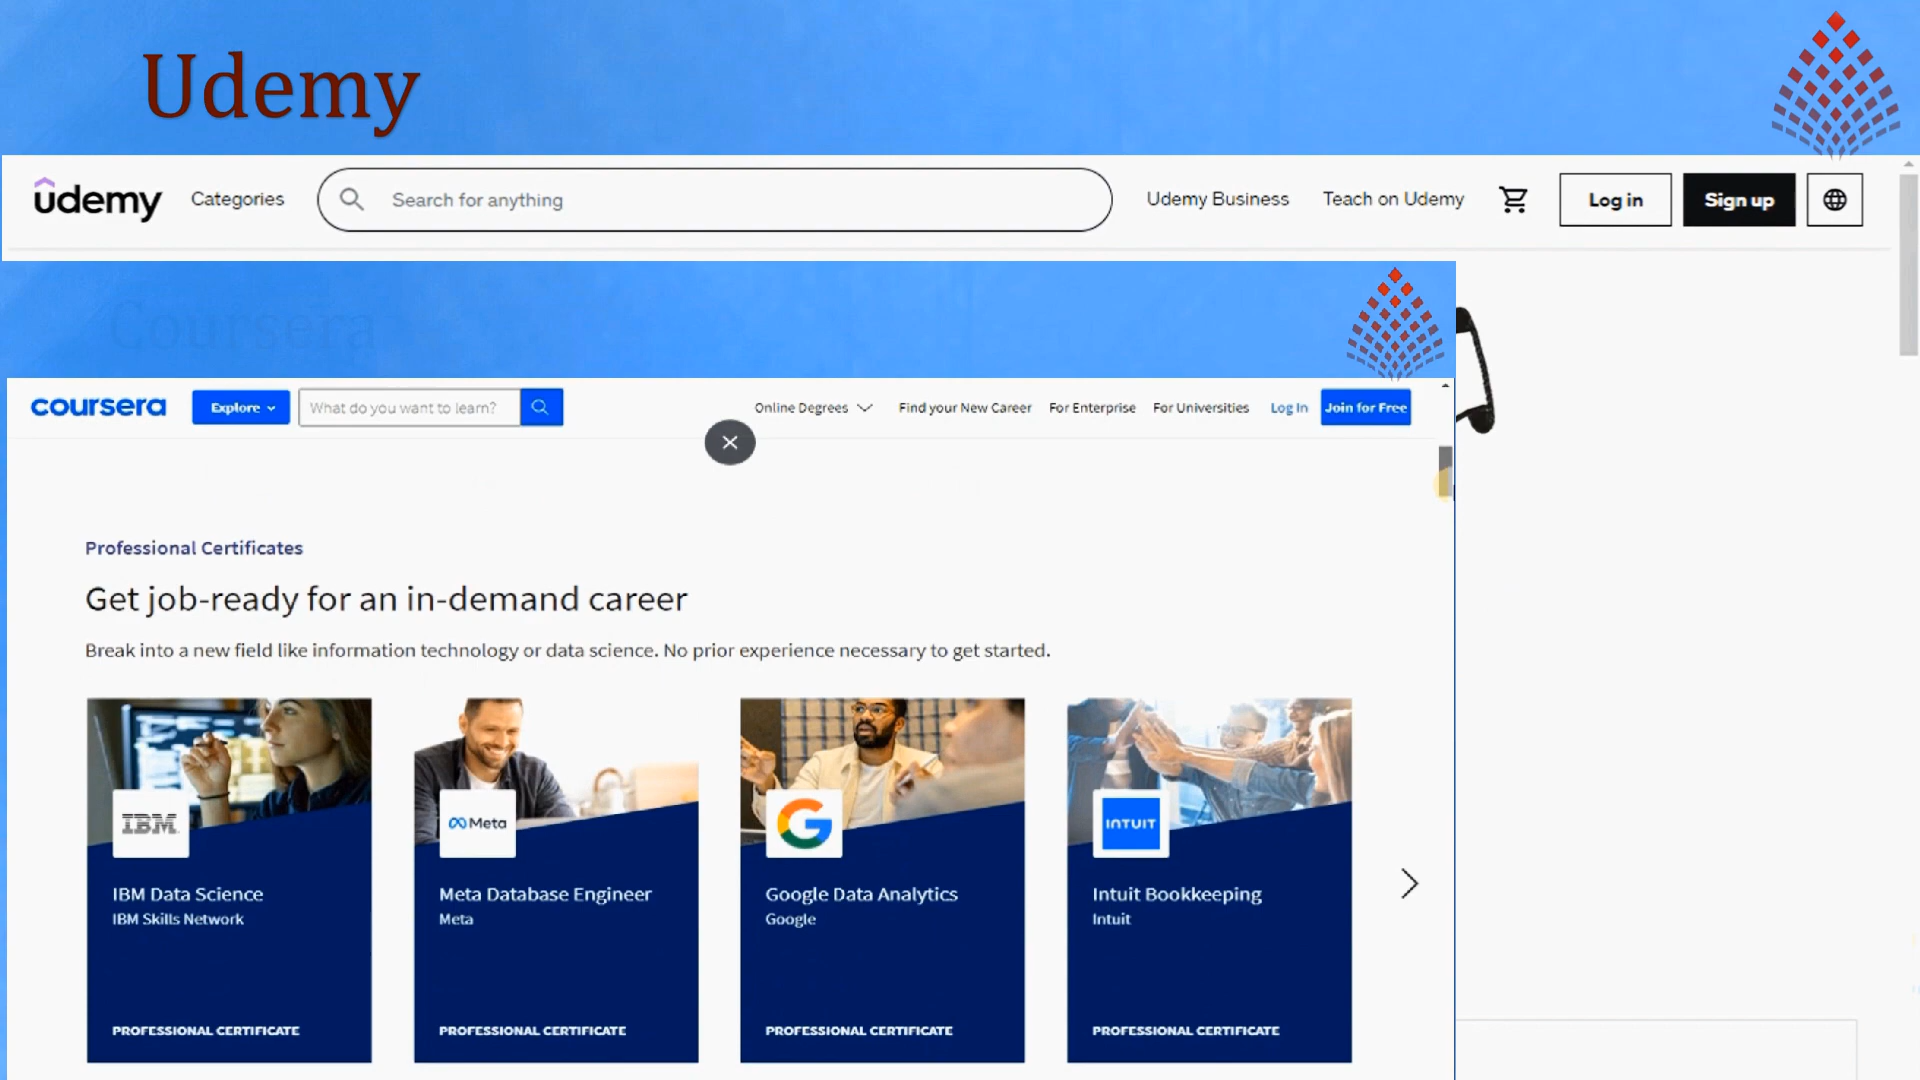 Udemy
ûdemy Categories Search for anything Udemy Business Teach on Udemy Log in Sign up
Coursera
coursera Explore What do you want to learn? Online Degrees Find your New Career For Enterprise For Universities Log In Join for Free
Professional Certificates
Get job-ready for an in-demand career
Break into a new field like information technology or data science. No prior experience necessary to get started.
IBM Meta G INTUIT
IBM Data Science Meta Database Engineer Google Data Analytics Intuit Bookkeeping
IBM Skills Network Meta Google Intuit
PROFESSIONAL CERTIFICATE PROFESSIONAL CERTIFICATE PROFESSIONAL CERTIFICATE PROFESSIONAL CERTIFICATE